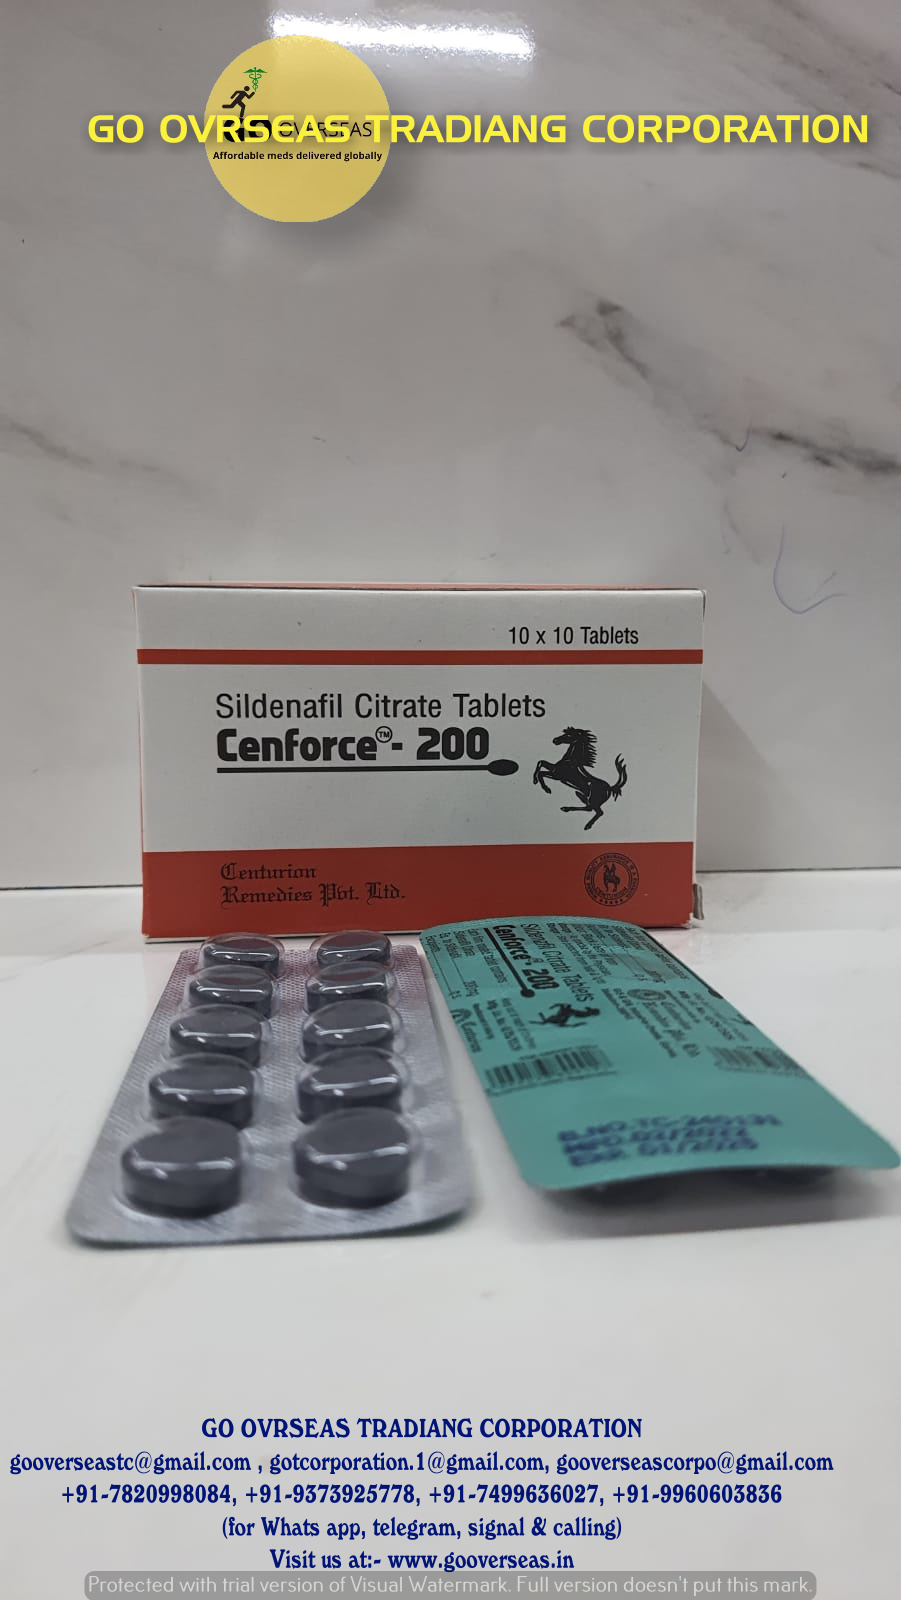 GO OVRSEAS TRADIANG CORPORATION
OVERSEAS
Affordable meds delivered globally
10 x 10 Tablets
Sildenafil Citrate Tablets
Cenforce™- 200
Centurion
Remedies Pvt. Ltd.
Sildenafil Citrate Tablets
Cenforce - 200
GO OVRSEAS TRADIANG CORPORATION
gooverseastc@gmail.com , gotcorporation.1@gmail.com, gooverseascorpo@gmail.com
+91-7820998084, +91-9373925778, +91-7499636027, +91-9960603836
(for Whats app, telegram, signal & calling)
Visit us at:- www.gooverseas.in
Protected with trial version of Visual Watermark. Full version doesn't put this mark.